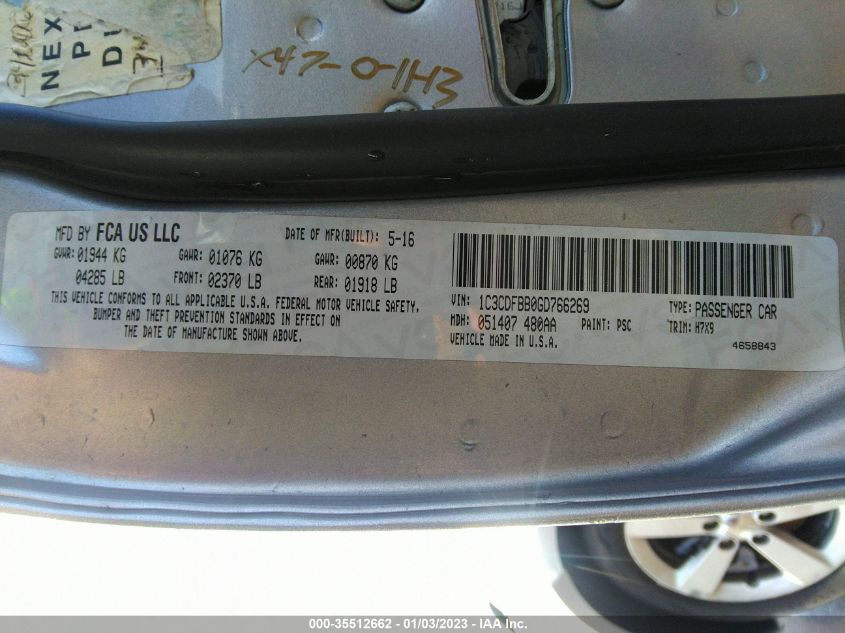 NEX
X47-0-1H3
MFD BY FCA US LLC
DATE OF MFR(BUILT): 5-16
GVWR:01944 KG
GAWR: 01076 KG
GAWR: 00870 KG
04285 LB
FRONT: 02370 LB
REAR: 01918 LB
THIS VEHICLE CONFORMS TO ALL APPLICABLE U.S.A. FEDERAL MOTOR VEHICLE SAFETY,
BUMPER AND THEFT PREVENTION STANDARDS IN EFFECT ON
THE DATE OF MANUFACTURE SHOWN ABOVE.
VIN: 1C3CDFBB0GD766269
TYPE: PASSENGER CAR
MDH: 051407 480AA
PAINT: PSC
TRIM: H7X9
VEHICLE MADE IN U.S.A.
4658843
000-35512662 - 01/03/2023 - IAA Inc.